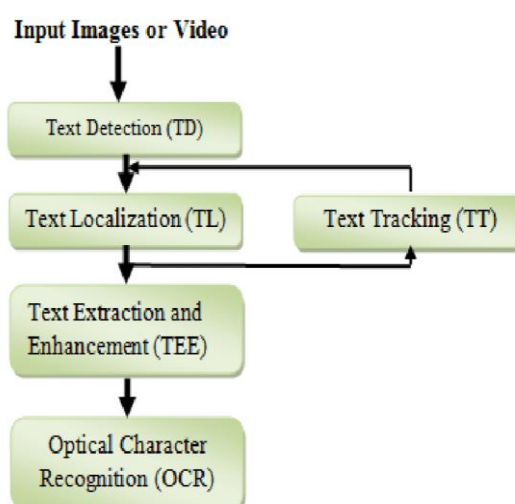 Input Images or Video
Text Detection (TD)
Text Localization (TL)
Text Tracking (TT)
Text Extraction and
Enhancement (TEE)
Optical Character
Recognition (OCR)